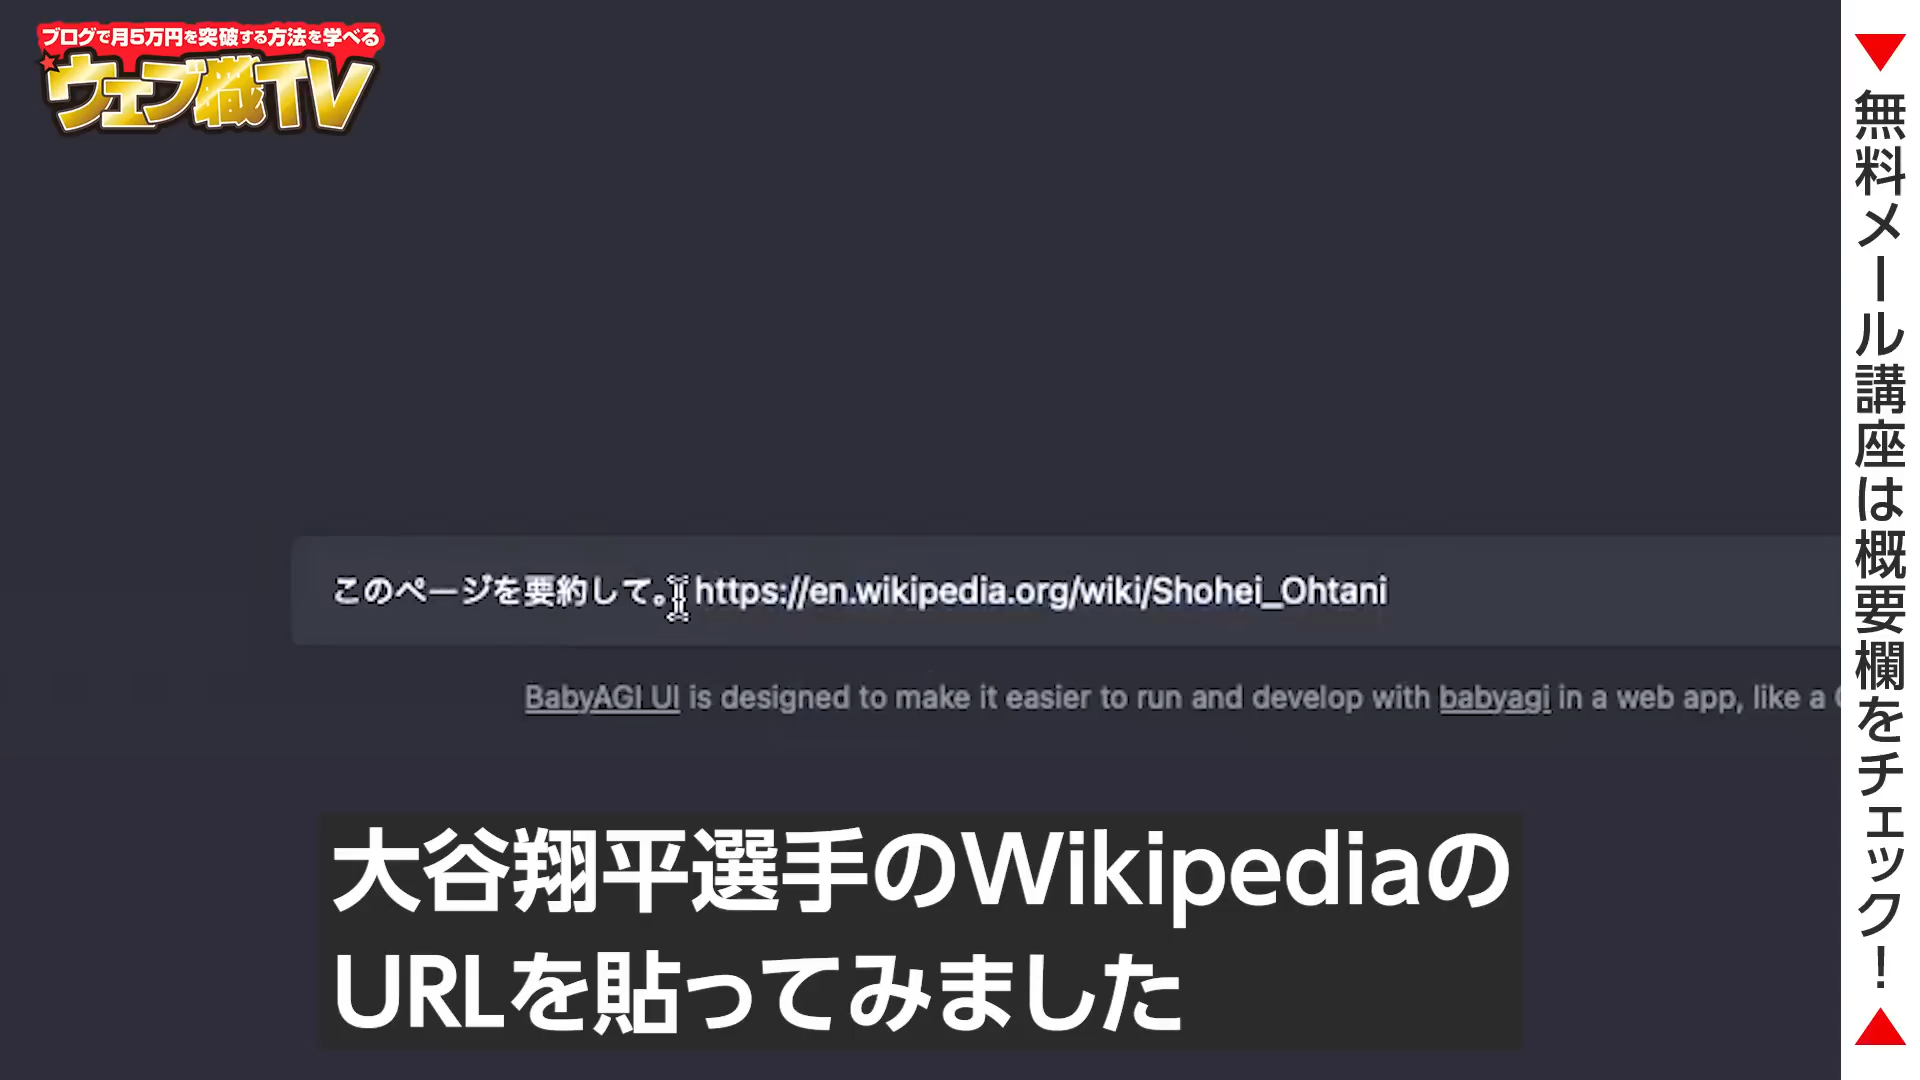 ブログで月5万円を突破する方法を学べる
ウェブ職TV
このページを要約して。 https://en.wikipedia.org/wiki/Shohei_Ohtani
BabyAGI UI is designed to make it easier to run and develop with babyagi in a web app, like a
大谷翔平選手のWikipediaの
URLを貼ってみました
▼無料メール講座は概要欄をチェック！▲